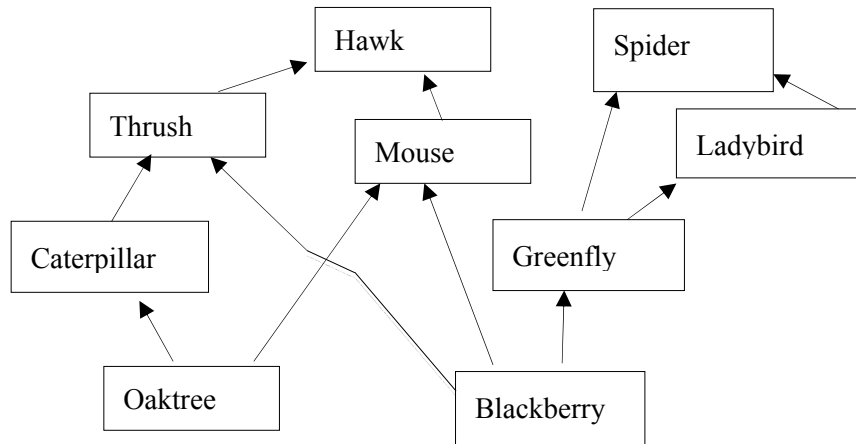 Hawk
Spider
Thrush
Mouse
Ladybird
Caterpillar
Greenfly
Oaktree
Blackberry